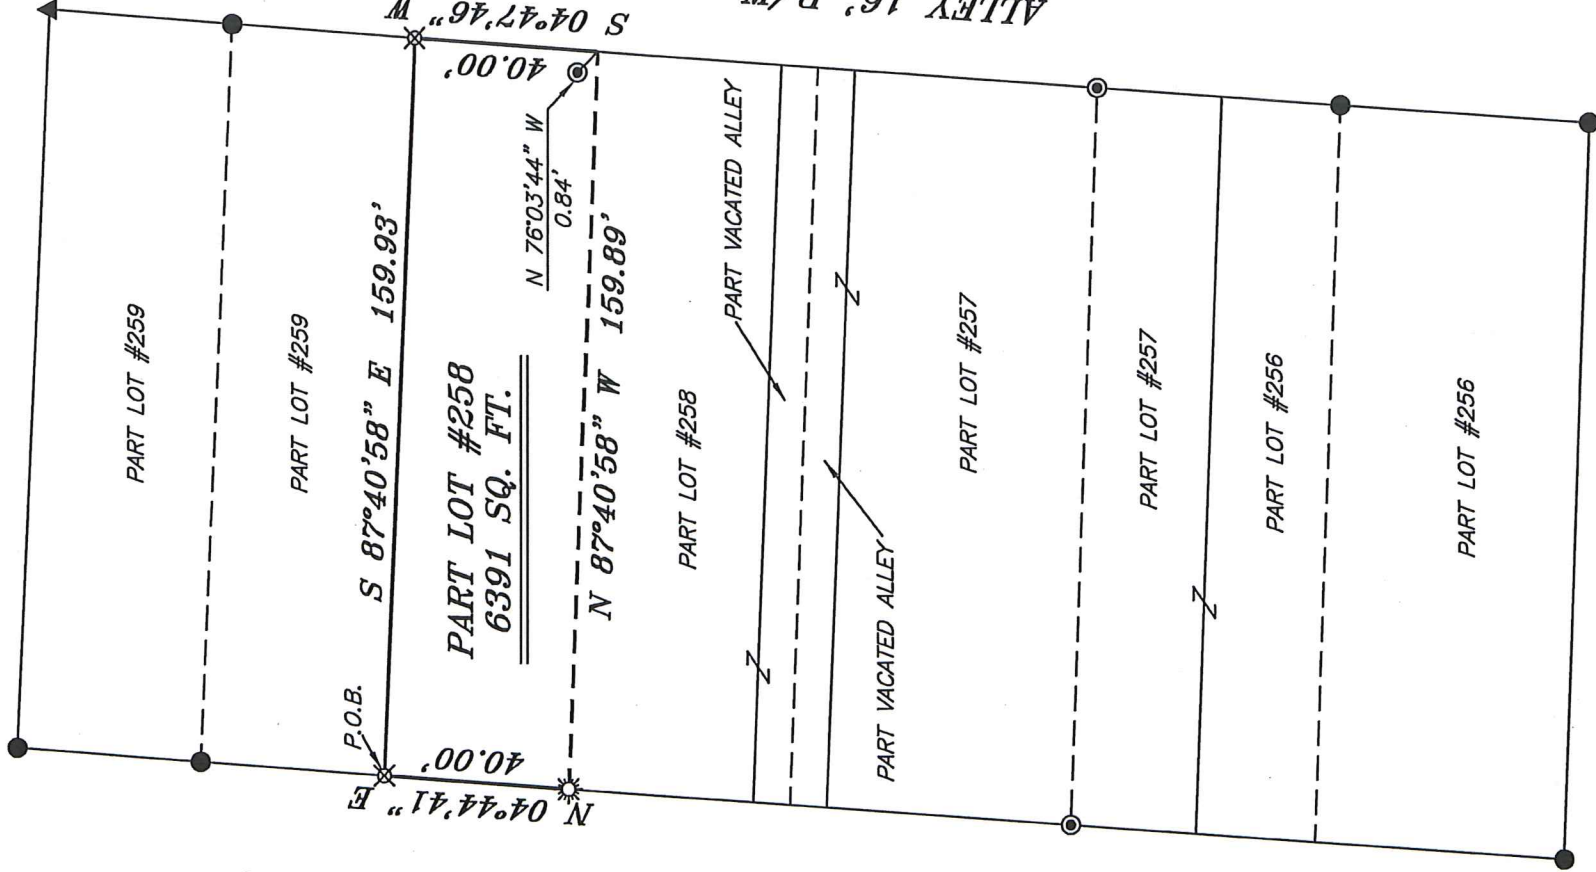 ALLEY 16' R/W
S 04°47'46" W
40.00'
N 76°03'44" W
0.84'
PART LOT #259
PART LOT #259
S 87°40'58" E 159.93'
PART LOT #258
6391 SQ. FT.
N 87°40'58" W 159.89'
PART LOT #258
PART VACATED ALLEY
PART VACATED ALLEY
PART LOT #257
PART LOT #257
PART LOT #256
PART LOT #256
P.O.B.
40.00'
N 04°44'41" E